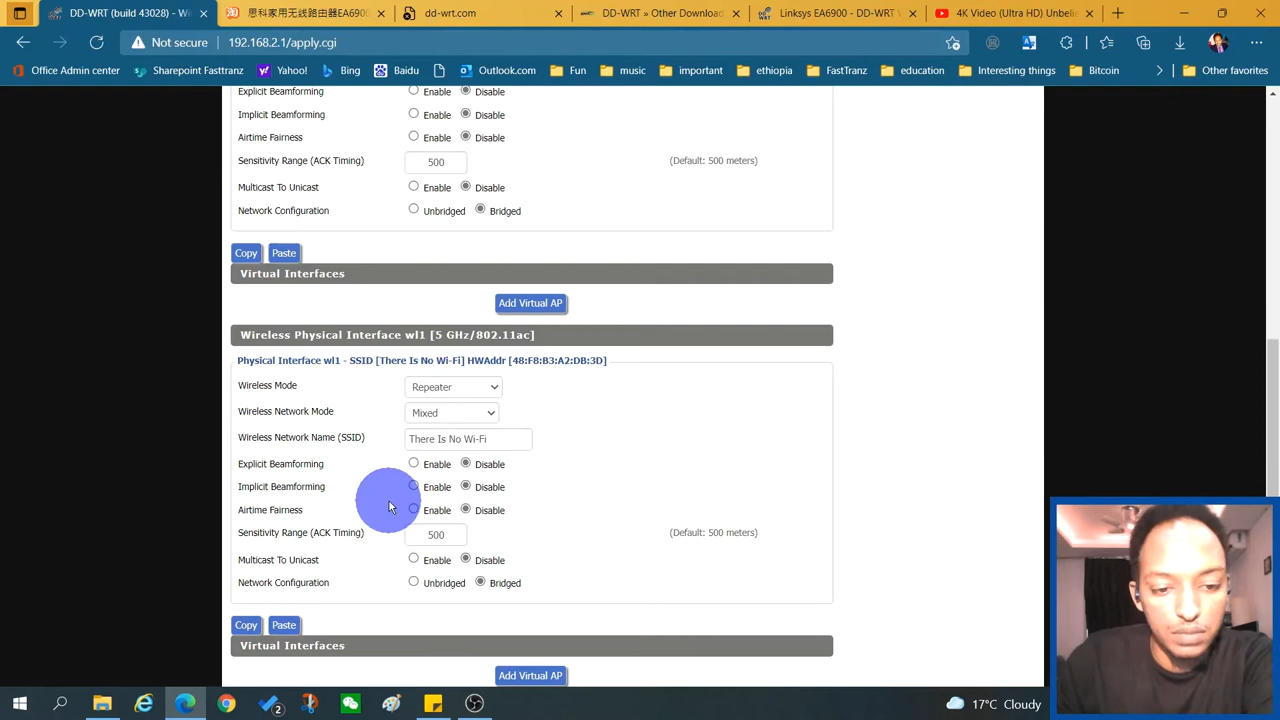 DD-WRT (build 43028) - Wi
思科家用无线路由器EA6900
dd-wrt.com
DD-WRT » Other Download
Linksys EA6900 - DD-WRT W
4K Video (Ultra HD) Unbelie
Not secure
192.168.2.1/apply.cgi
Office Admin center
Sharepoint Fasttranz
Yahoo!
Bing
Baidu
Outlook.com
Fun
music
important
ethiopia
FastTranz
education
Interesting things
Bitcoin
Other favorites
Explicit Beamforming Enable Disable
Implicit Beamforming Enable Disable
Airtime Fairness Enable Disable
Sensitivity Range (ACK Timing) 500 (Default: 500 meters)
Multicast To Unicast Enable Disable
Network Configuration Unbridged Bridged
Copy Paste
Virtual Interfaces
Add Virtual AP
Wireless Physical Interface wl1 [5 GHz/802.11ac]
Physical Interface wl1 - SSID [There Is No Wi-Fi] HWAddr [48:F8:B3:A2:DB:3D]
Wireless Mode Repeater
Wireless Network Mode Mixed
Wireless Network Name (SSID) There Is No Wi-Fi
Explicit Beamforming Enable Disable
Implicit Beamforming Enable Disable
Airtime Fairness Enable Disable
Sensitivity Range (ACK Timing) 500 (Default: 500 meters)
Multicast To Unicast Enable Disable
Network Configuration Unbridged Bridged
Copy Paste
Virtual Interfaces
Add Virtual AP
2
17°C Cloudy